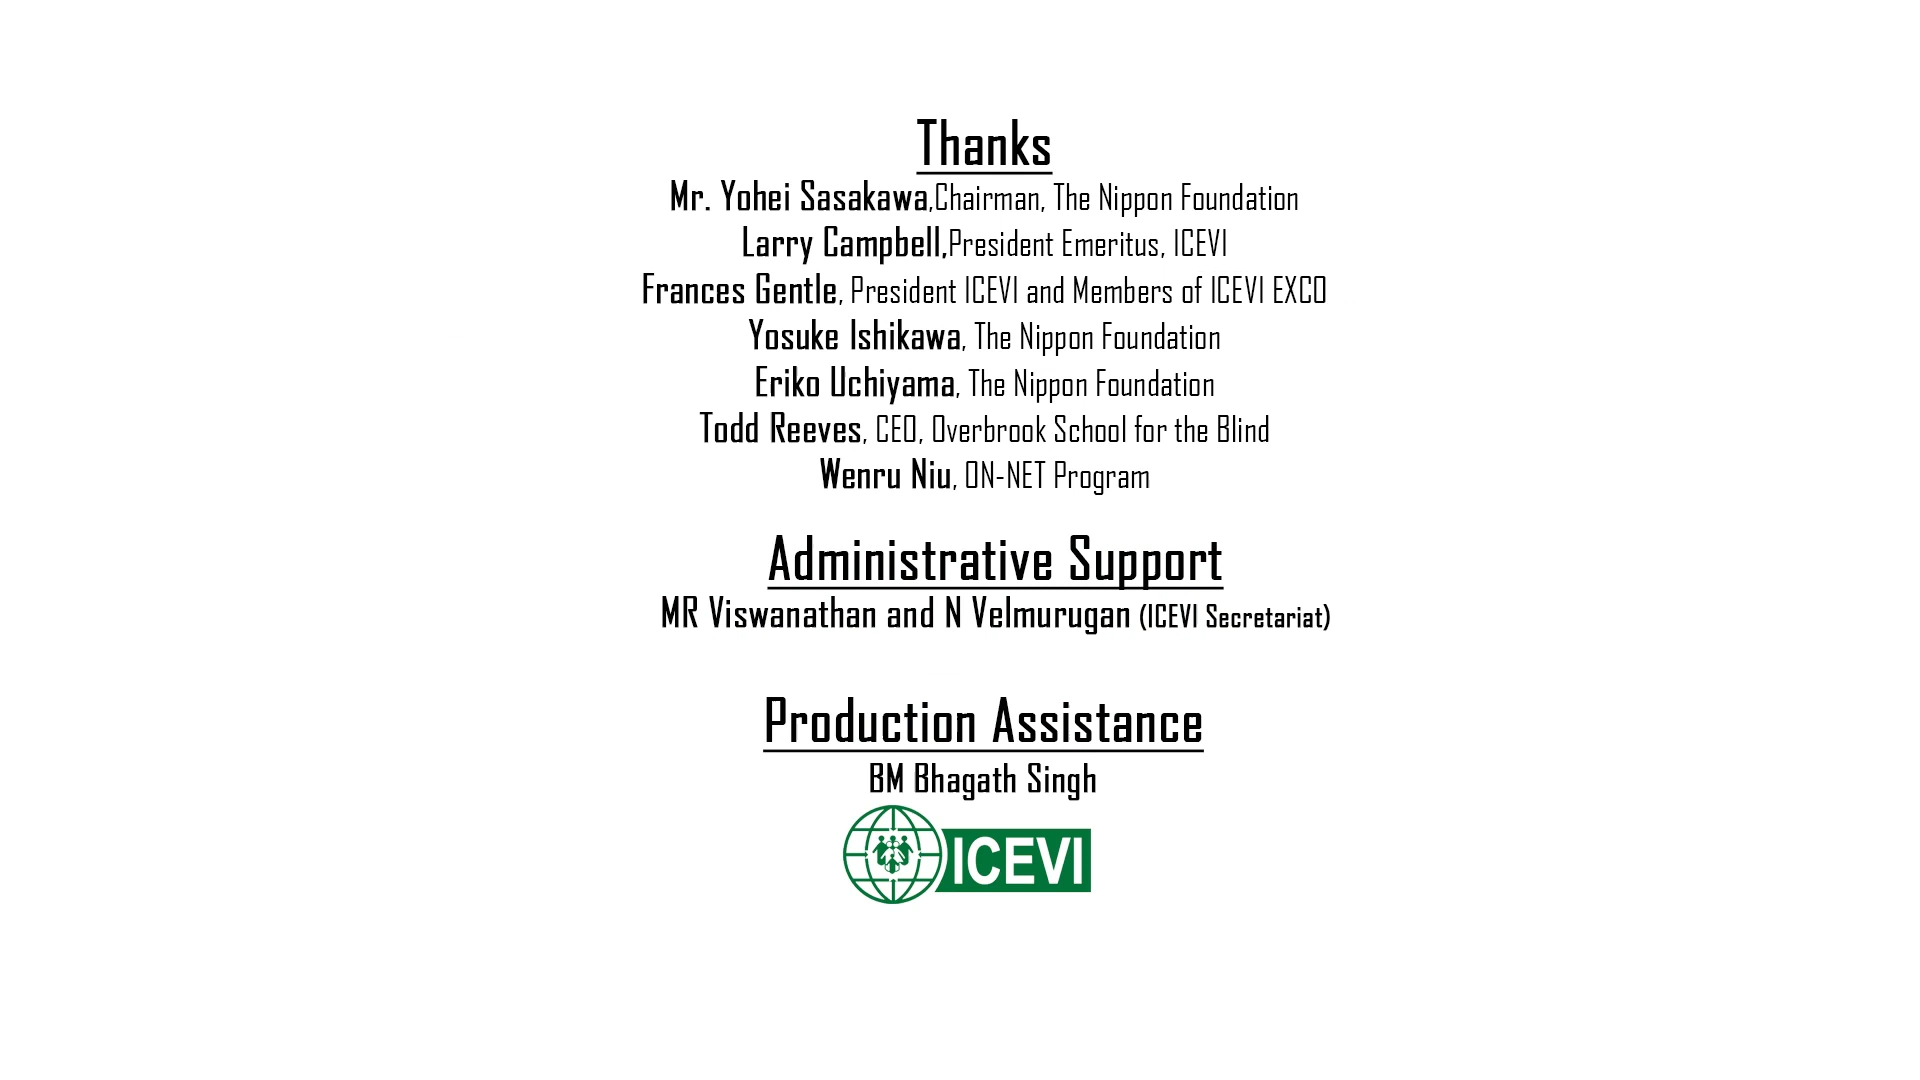 Thanks
Mr. Yohei Sasakawa,Chairman, The Nippon Foundation
Larry Campbell,President Emeritus, ICEVI
Frances Gentle, President ICEVI and Members of ICEVI EXCO
Yosuke Ishikawa, The Nippon Foundation
Eriko Uchiyama, The Nippon Foundation
Todd Reeves, CEO, Overbrook School for the Blind
Wenru Niu, ON-NET Program
Administrative Support
MR Viswanathan and N Velmurugan (ICEVI Secretariat)
Production Assistance
BM Bhagath Singh
ICEVI